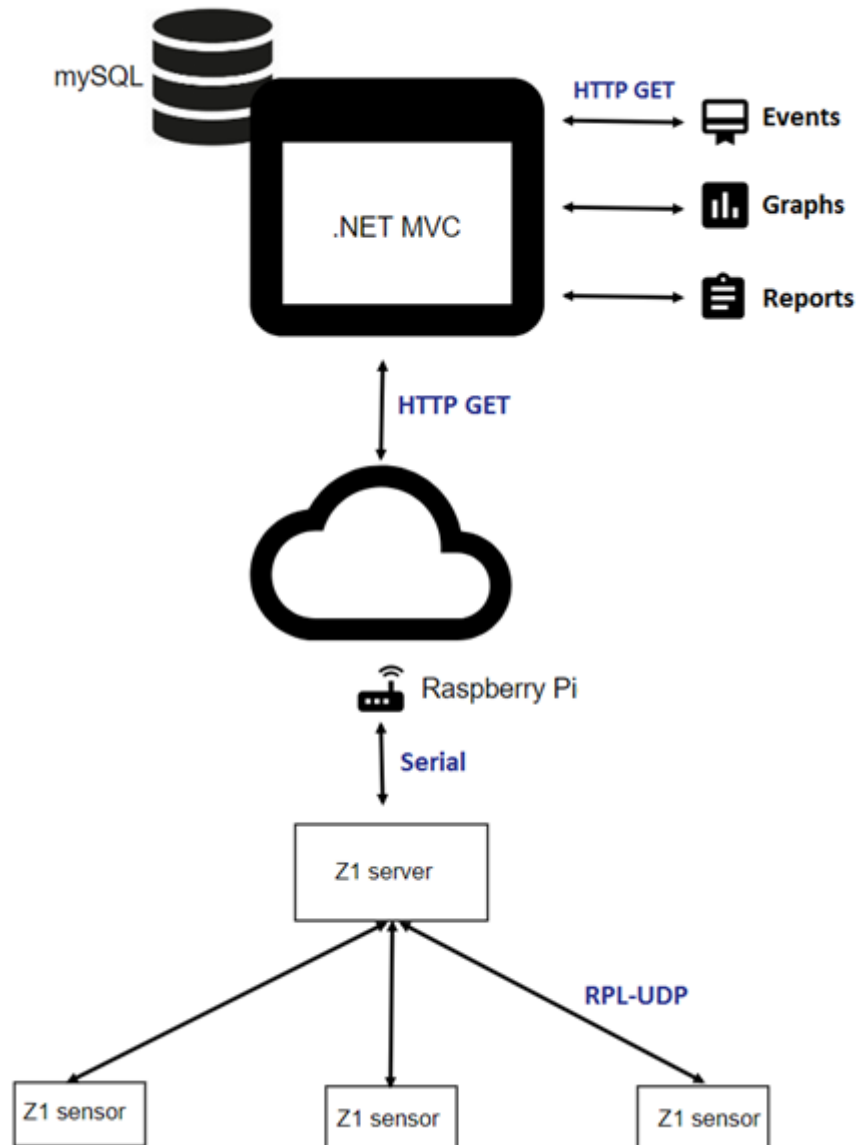 mySQL
HTTP GET
Events
.NET MVC
Graphs
Reports
HTTP GET
Raspberry Pi
Serial
Z1 server
RPL-UDP
Z1 sensor
Z1 sensor
Z1 sensor